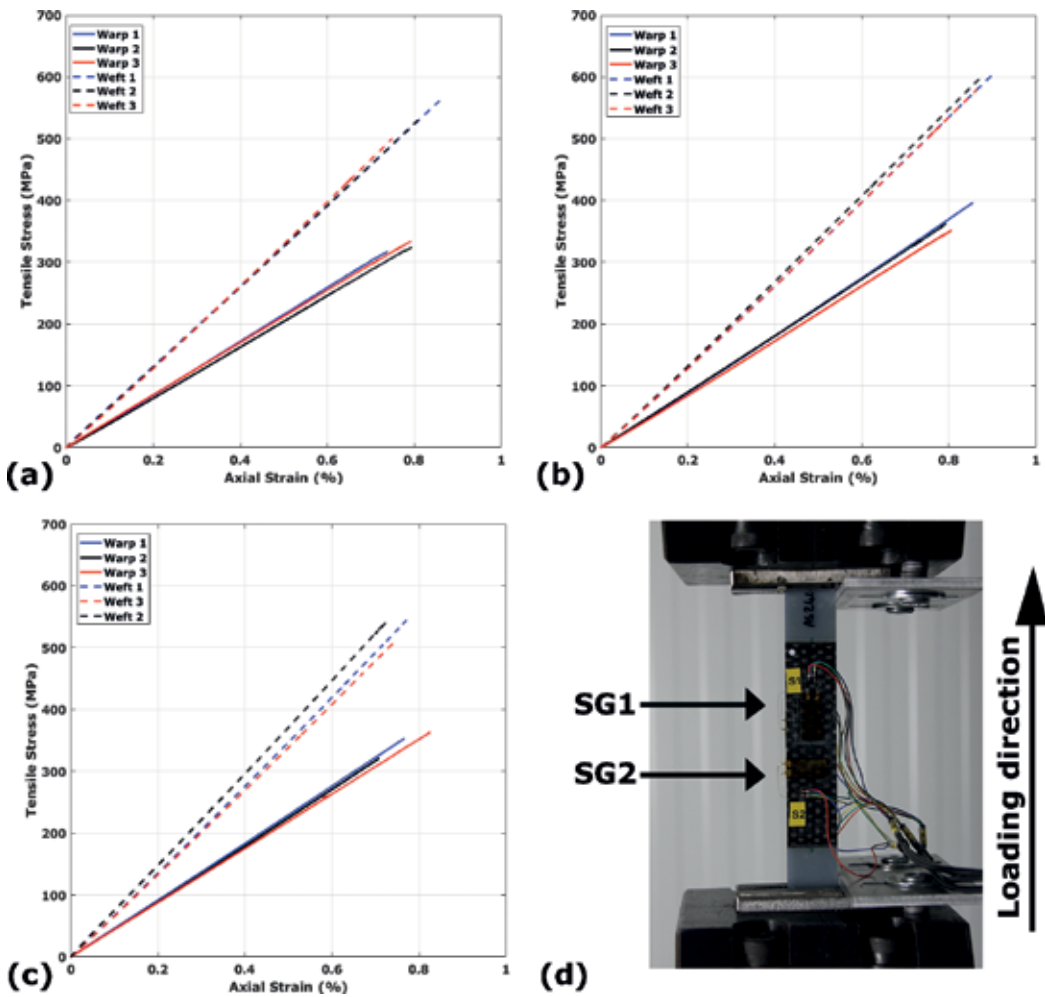 700
600
500
400
300
200
100
0
Tensile Stress (MPa)
Warp 1
Warp 2
Warp 3
Weft 1
Weft 2
Weft 3
0 0.2 0.4 0.6 0.8 1
Axial Strain (%)
(a)
700
600
500
400
300
200
100
0
Tensile Stress (MPa)
Warp 1
Warp 2
Warp 3
Weft 1
Weft 2
Weft 3
0 0.2 0.4 0.6 0.8 1
Axial Strain (%)
(b)
700
600
500
400
300
200
100
0
Tensile Stress (MPa)
Warp 1
Warp 2
Warp 3
Weft 1
Weft 3
Weft 2
0 0.2 0.4 0.6 0.8 1
Axial Strain (%)
(c)
SG1
SG2
S1
S2
Loading direction
(d)